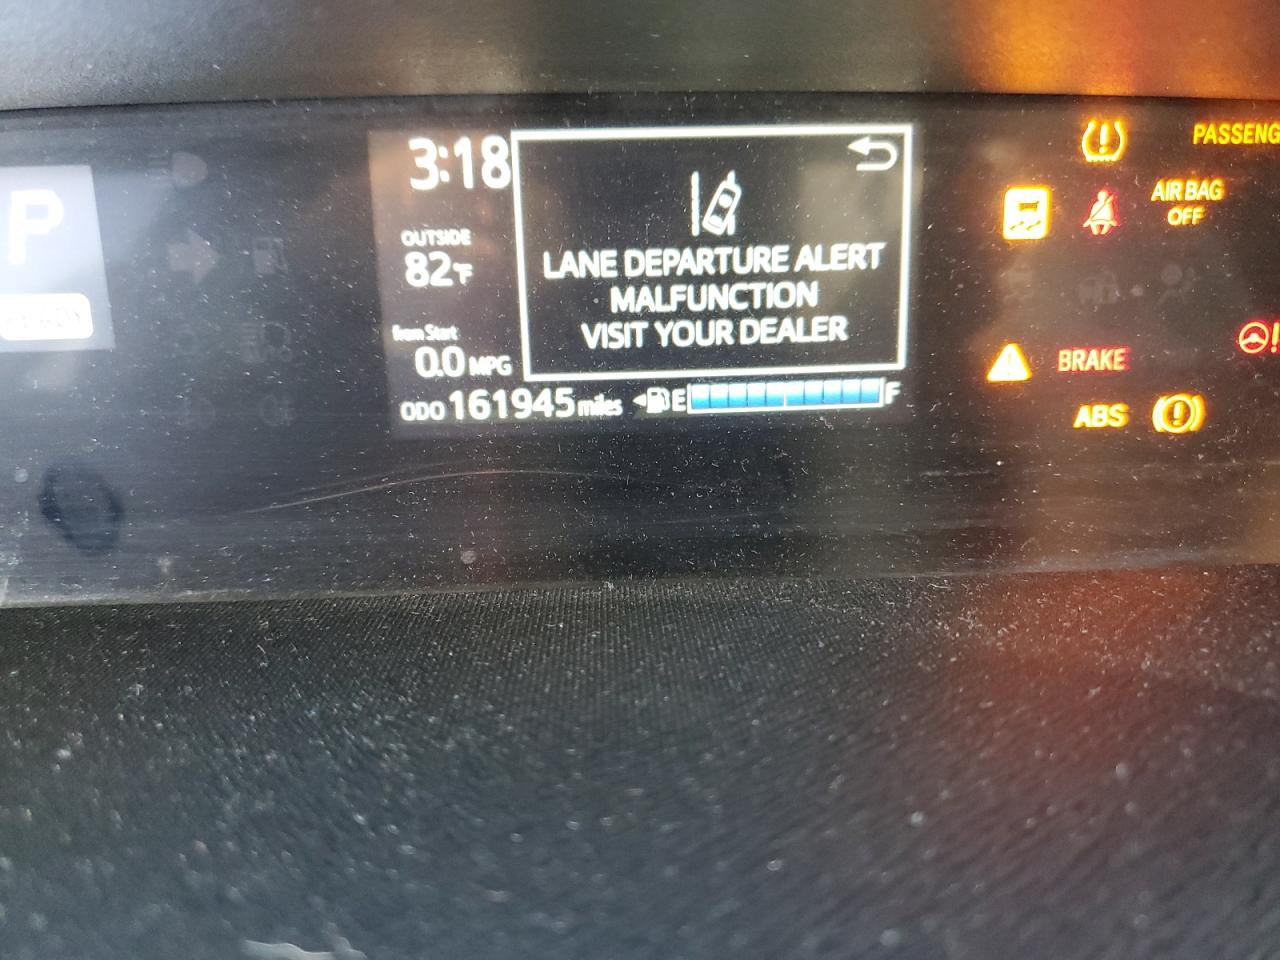 P
3:18
OUTSIDE
82°F
from Start
0.0 MPG
ODO 161945 miles
E F
LANE DEPARTURE ALERT
MALFUNCTION
VISIT YOUR DEALER
PASSENG
AIR BAG
OFF
BRAKE
ABS